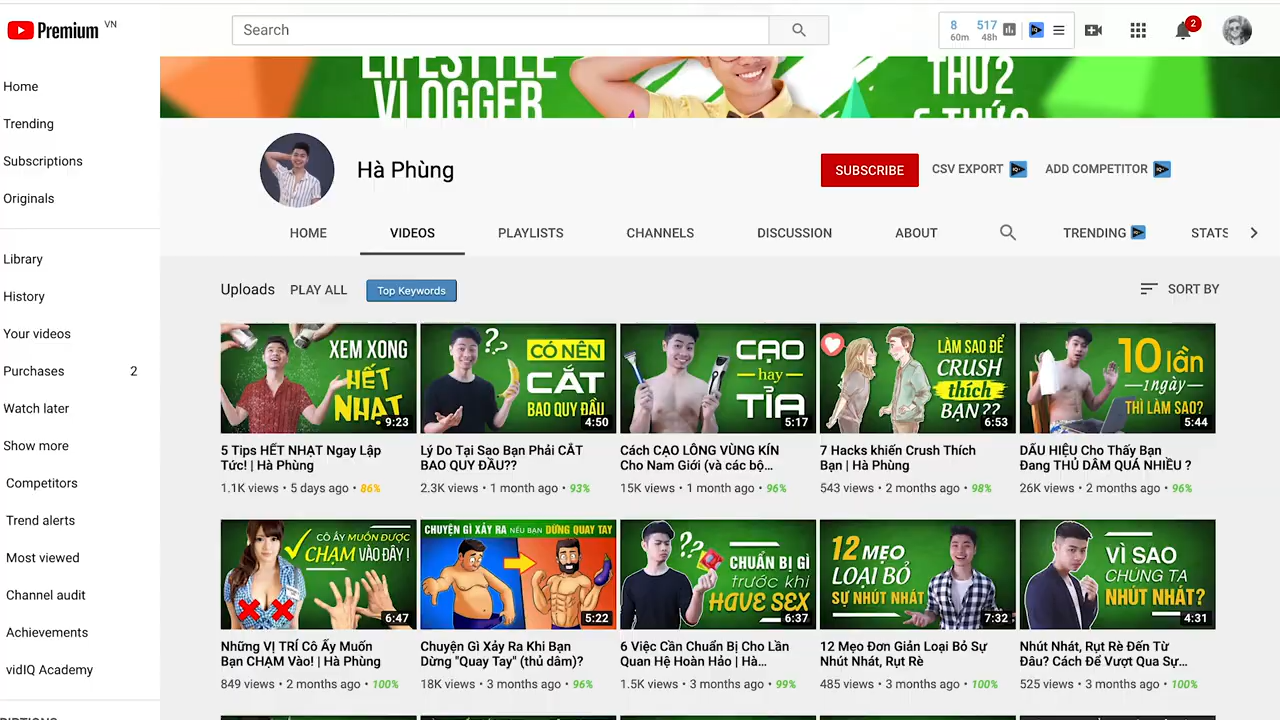 Premium VN
Search
8 517
60m 48h
2
Home
Trending
Subscriptions
Originals
Library
History
Your videos
Purchases 2
Watch later
Show more
Competitors
Trend alerts
Most viewed
Channel audit
Achievements
vidIQ Academy
LIFESTYLE
VLOGGER
THỨ 2
Hà Phùng
SUBSCRIBE CSV EXPORT ADD COMPETITOR
HOME VIDEOS PLAYLISTS CHANNELS DISCUSSION ABOUT TRENDING STATS
Uploads PLAY ALL Top Keywords SORT BY
XEM XONG
HẾT
NHẠT
9:23
5 Tips HẾT NHẠT Ngay Lập
Tức! | Hà Phùng
1.1K views • 5 days ago • 86%
CÓ NÊN
CẮT
BAO QUY ĐẦU
4:50
Lý Do Tại Sao Bạn Phải CẮT
BAO QUY ĐẦU??
2.3K views • 1 month ago • 93%
CẠO
hay
TỈA
5:17
Cách CẠO LÔNG VÙNG KÍN
Cho Nam Giới (và các bộ...
15K views • 1 month ago • 96%
LÀM SAO ĐỂ
CRUSH
thích
BẠN??
6:53
7 Hacks khiến Crush Thích
Bạn | Hà Phùng
543 views • 2 months ago • 98%
10 lần
1 ngày
THÌ LÀM SAO?
5:44
DẤU HIỆU Cho Thấy Bạn
Đang THỦ DÂM QUÁ NHIỀU ?
26K views • 2 months ago • 96%
CÔ ẤY MUỐN ĐƯỢC
CHẠM VÀO ĐÂY !
6:47
Những VỊ TRÍ Cô Ấy Muốn
Bạn CHẠM Vào! | Hà Phùng
849 views • 2 months ago • 100%
CHUYỆN GÌ XẢY RA NẾU BẠN DỪNG QUAY TAY
5:22
Chuyện Gì Xảy Ra Khi Bạn
Dừng "Quay Tay" (thủ dâm)?
18K views • 3 months ago • 96%
CHUẨN BỊ GÌ
trước khi
HAVE SEX
6:37
6 Việc Cần Chuẩn Bị Cho Lần
Quan Hệ Hoàn Hảo | Hà...
1.5K views • 3 months ago • 99%
12 MẸO
LOẠI BỎ
SỰ NHÚT NHÁT
7:32
12 Mẹo Đơn Giản Loại Bỏ Sự
Nhút Nhát, Rụt Rè
485 views • 3 months ago • 100%
VÌ SAO
CHÚNG TA
NHÚT NHÁT?
4:31
Nhút Nhát, Rụt Rè Đến Từ
Đâu? Cách Để Vượt Qua Sự...
525 views • 3 months ago • 100%